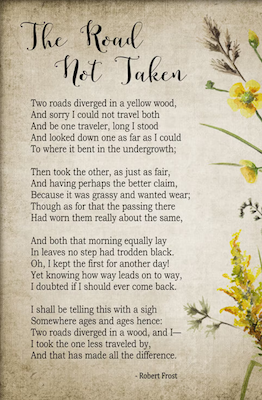 The Road
Not Taken
Two roads diverged in a yellow wood,
And sorry I could not travel both
And be one traveler, long I stood
And looked down one as far as I could
To where it bent in the undergrowth;
Then took the other, as just as fair,
And having perhaps the better claim,
Because it was grassy and wanted wear;
Though as for that the passing there
Had worn them really about the same,
And both that morning equally lay
In leaves no step had trodden black.
Oh, I kept the first for another day!
Yet knowing how way leads on to way,
I doubted if I should ever come back.
I shall be telling this with a sigh
Somewhere ages and ages hence:
Two roads diverged in a wood, and I—
I took the one less traveled by,
And that has made all the difference.
- Robert Frost